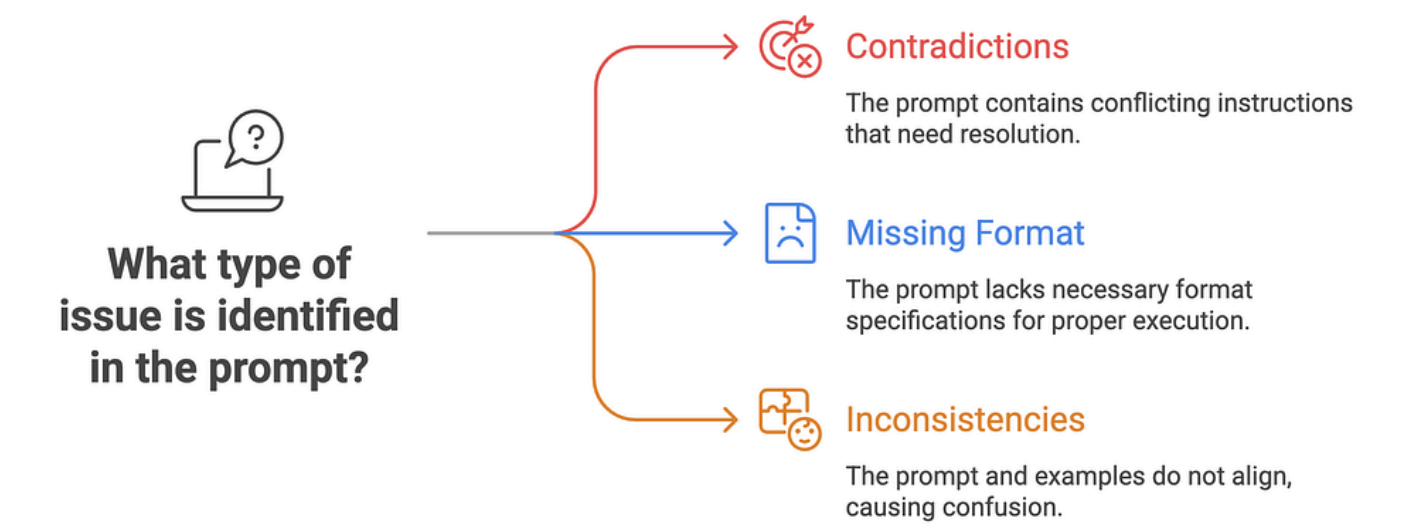 What type of
issue is identified
in the prompt?
Contradictions
The prompt contains conflicting instructions
that need resolution.
Missing Format
The prompt lacks necessary format
specifications for proper execution.
Inconsistencies
The prompt and examples do not align,
causing confusion.